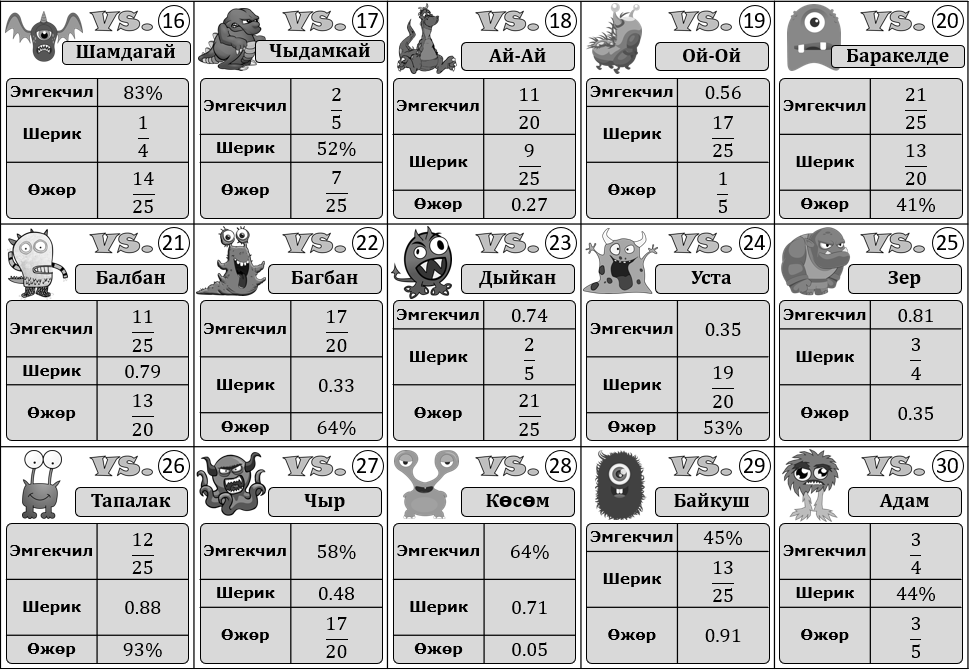 VS. 16
Шамдагай
Эмгекчил 83%
Шерик 1/4
Өжөр 14/25
VS. 17
Чыдамкай
Эмгекчил 2/5
Шерик 52%
Өжөр 7/25
VS. 18
Ай-Ай
Эмгекчил 11/20
Шерик 9/25
Өжөр 0.27
VS. 19
Ой-Ой
Эмгекчил 0.56
Шерик 17/25
Өжөр 1/5
VS. 20
Баракелде
Эмгекчил 21/25
Шерик 13/20
Өжөр 41%
VS. 21
Балбан
Эмгекчил 11/25
Шерик 0.79
Өжөр 13/20
VS. 22
Багбан
Эмгекчил 17/20
Шерик 0.33
Өжөр 64%
VS. 23
Дыйкан
Эмгекчил 0.74
Шерик 2/5
Өжөр 21/25
VS. 24
Уста
Эмгекчил 0.35
Шерик 19/20
Өжөр 53%
VS. 25
Зер
Эмгекчил 0.81
Шерик 3/4
Өжөр 0.35
VS. 26
Тапалак
Эмгекчил 12/25
Шерик 0.88
Өжөр 93%
VS. 27
Чыр
Эмгекчил 58%
Шерик 0.48
Өжөр 17/20
VS. 28
Көсөм
Эмгекчил 64%
Шерик 0.71
Өжөр 0.05
VS. 29
Байкуш
Эмгекчил 45%
Шерик 13/25
Өжөр 0.91
VS. 30
Адам
Эмгекчил 3/4
Шерик 44%
Өжөр 3/5